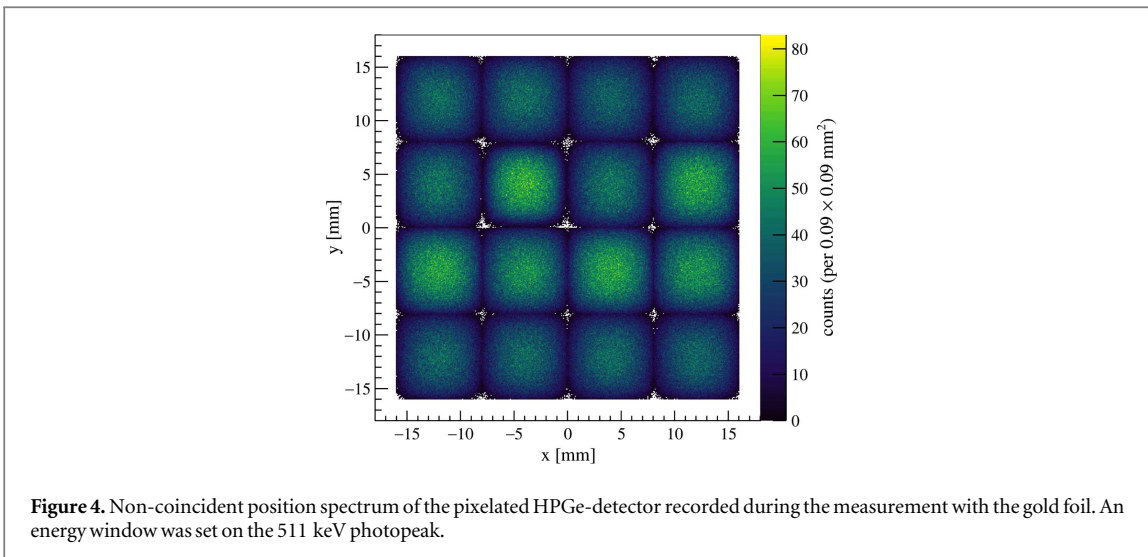 80
70
60
50
40
30
20
10
0
counts (per 0.09 × 0.09 mm²)
15
10
5
0
−5
−10
−15
y [mm]
−15 −10 −5 0 5 10 15
x [mm]
Figure 4. Non-coincident position spectrum of the pixelated HPGe-detector recorded during the measurement with the gold foil. An
energy window was set on the 511 keV photopeak.